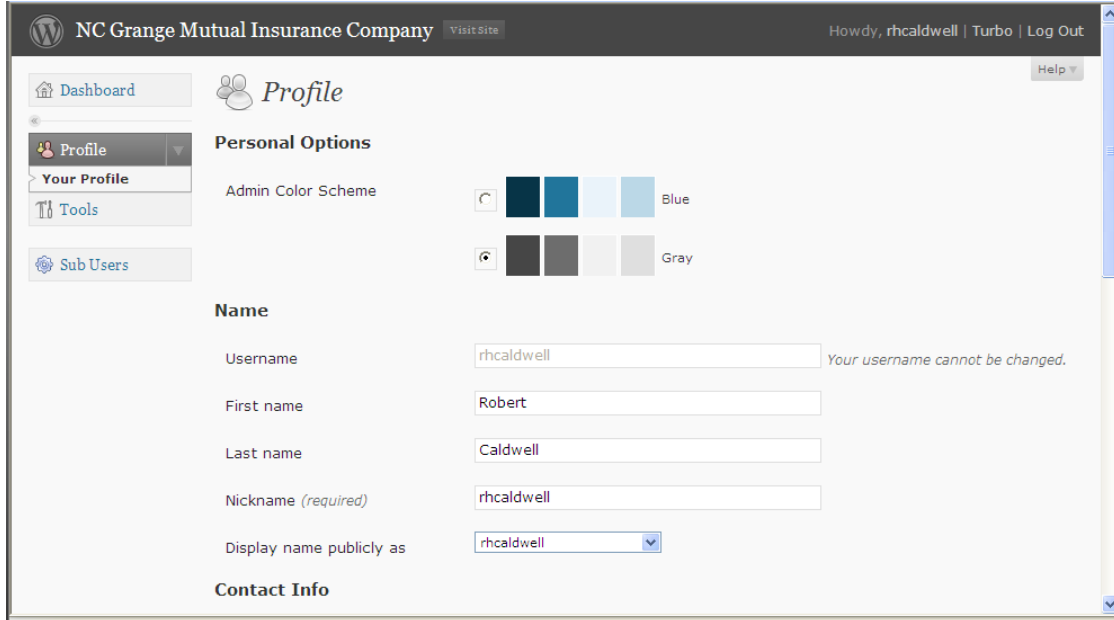 NC Grange Mutual Insurance Company Visit Site Howdy, rhcaldwell | Turbo | Log Out
Help
Dashboard
Profile
Your Profile
Tools
Sub Users
Profile
Personal Options
Admin Color Scheme
Blue
Gray
Name
Username rhcaldwell Your username cannot be changed.
First name Robert
Last name Caldwell
Nickname (required) rhcaldwell
Display name publicly as rhcaldwell
Contact Info